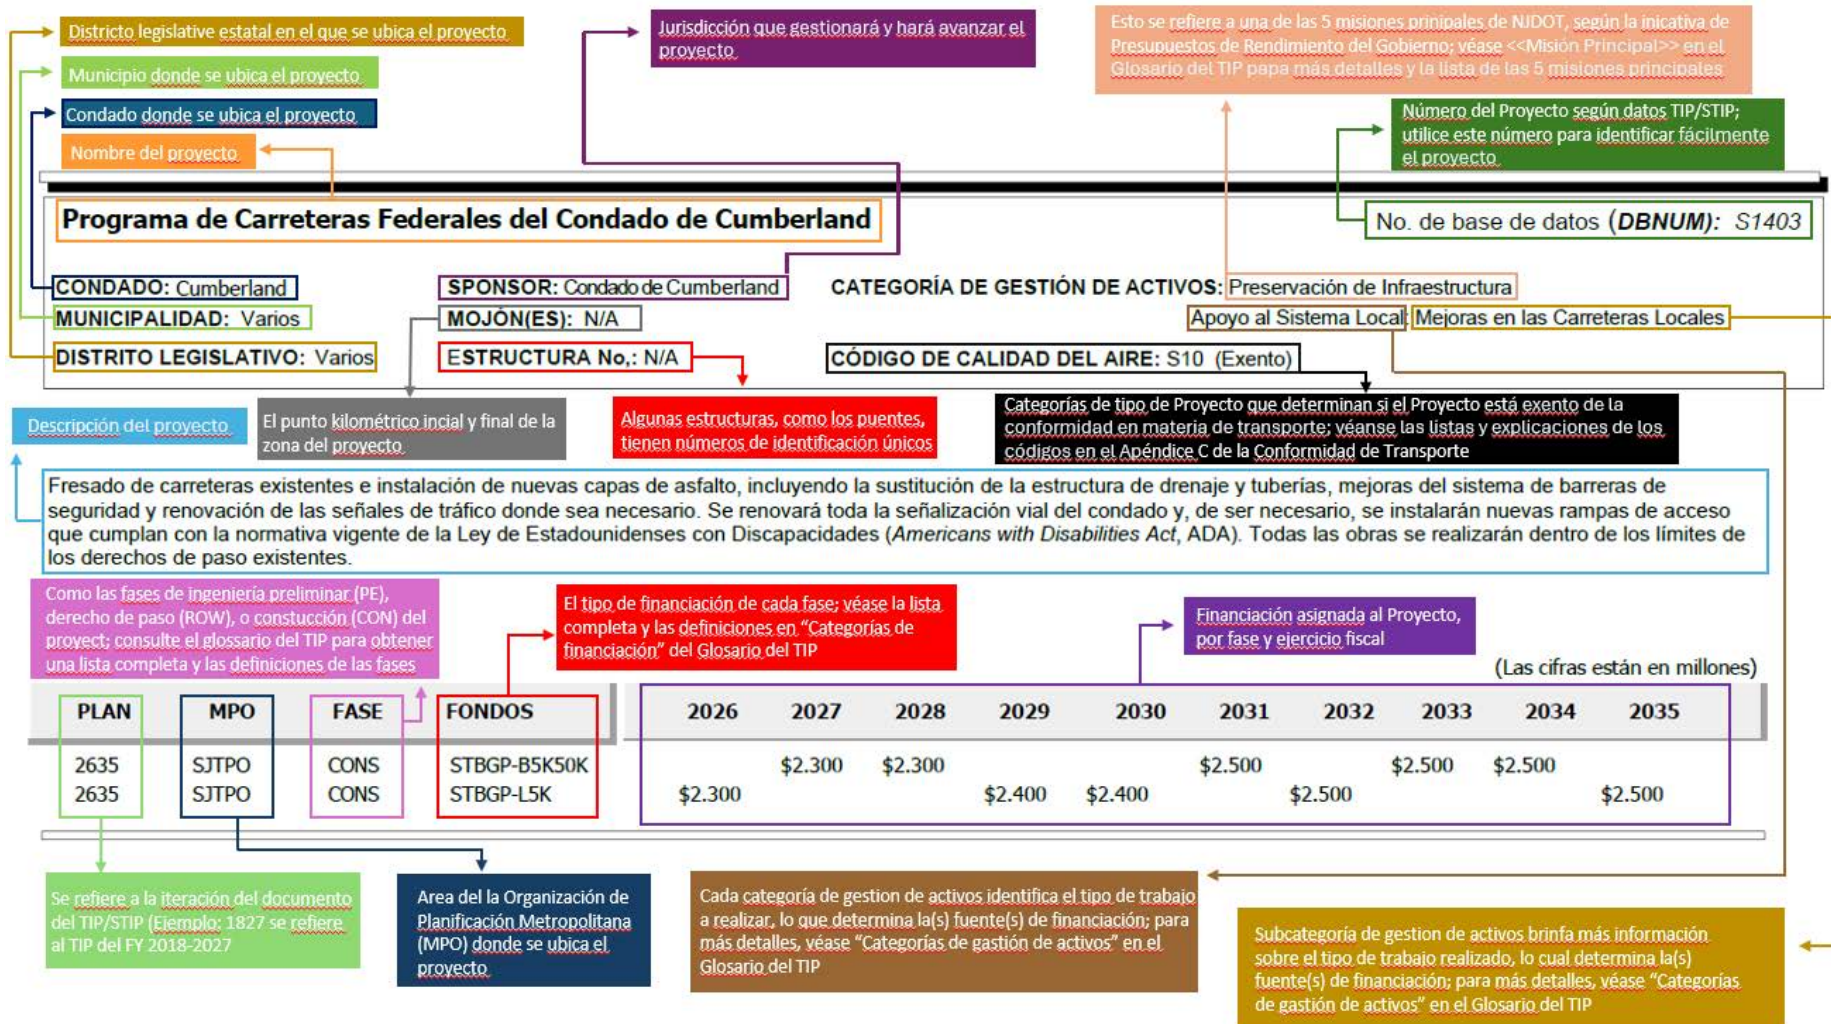 Districto legislative estatal en el que se ubica el proyecto
Municipio donde se ubica el proyecto
Condado donde se ubica el proyecto
Nombre del proyecto
Jurisdicción que gestionará y hará avanzar el
proyecto
Esto se refiere a una de las 5 misiones prinipales de NJDOT, según la inicativa de
Presupuestos de Rendimiento del Gobierno; véase <<Misión Principal>> en el
Glosario del TIP papa más detalles y la lista de las 5 misiones principales
Número del Proyecto según datos TIP/STIP;
utilice este número para identificar fácilmente
el proyecto
Programa de Carreteras Federales del Condado de Cumberland
No. de base de datos (DBNUM): S1403
CONDADO: Cumberland
SPONSOR: Condado de Cumberland
CATEGORÍA DE GESTIÓN DE ACTIVOS: Preservación de Infraestructura
MUNICIPALIDAD: Varios
MOJÓN(ES): N/A
Apoyo al Sistema Local: Mejoras en las Carreteras Locales
DISTRITO LEGISLATIVO: Varios
ESTRUCTURA No,: N/A
CÓDIGO DE CALIDAD DEL AIRE: S10 (Exento)
Descripción del proyecto
El punto kilométrico incial y final de la
zona del proyecto
Algunas estructuras, como los puentes,
tienen números de identificación únicos
Categorías de tipo de Proyecto que determinan si el Proyecto está exento de la
conformidad en materia de transporte; véanse las listas y explicaciones de los
códigos en el Apéndice C de la Conformidad de Transporte
Fresado de carreteras existentes e instalación de nuevas capas de asfalto, incluyendo la sustitución de la estructura de drenaje y tuberías, mejoras del sistema de barreras de
seguridad y renovación de las señales de tráfico donde sea necesario. Se renovará toda la señalización vial del condado y, de ser necesario, se instalarán nuevas rampas de acceso
que cumplan con la normativa vigente de la Ley de Estadounidenses con Discapacidades (Americans with Disabilities Act, ADA). Todas las obras se realizarán dentro de los límites de
los derechos de paso existentes.
Como las fases de ingeniería preliminar (PE),
derecho de paso (ROW), o constucción (CON) del
proyect; consulte el glossario del TIP para obtener
una lista completa y las definiciones de las fases
El tipo de financiación de cada fase; véase la lista
completa y las definiciones en “Categorías de
financiación” del Glosario del TIP
Financiación asignada al Proyecto,
por fase y ejercicio fiscal
(Las cifras están en millones)
PLAN MPO FASE FONDOS 2026 2027 2028 2029 2030 2031 2032 2033 2034 2035
2635 SJTPO CONS STBGP-B5K50K $2.300 $2.300 $2.500 $2.500 $2.500
2635 SJTPO CONS STBGP-L5K $2.300 $2.400 $2.400 $2.500 $2.500
Se refiere a la iteración del documento
del TIP/STIP (Ejemplo: 1827 se refiere
al TIP del FY 2018-2027
Area del la Organización de
Planificación Metropolitana
(MPO) donde se ubica el
proyecto
Cada categoría de gestion de activos identifica el tipo de trabajo
a realizar, lo que determina la(s) fuente(s) de financiación; para
más detalles, véase “Categorías de gastión de activos” en el
Glosario del TIP
Subcategoría de gestion de activos brinfa más información
sobre el tipo de trabajo realizado, lo cual determina la(s)
fuente(s) de financiación; para más detalles, véase “Categorías
de gastión de activos” en el Glosario del TIP